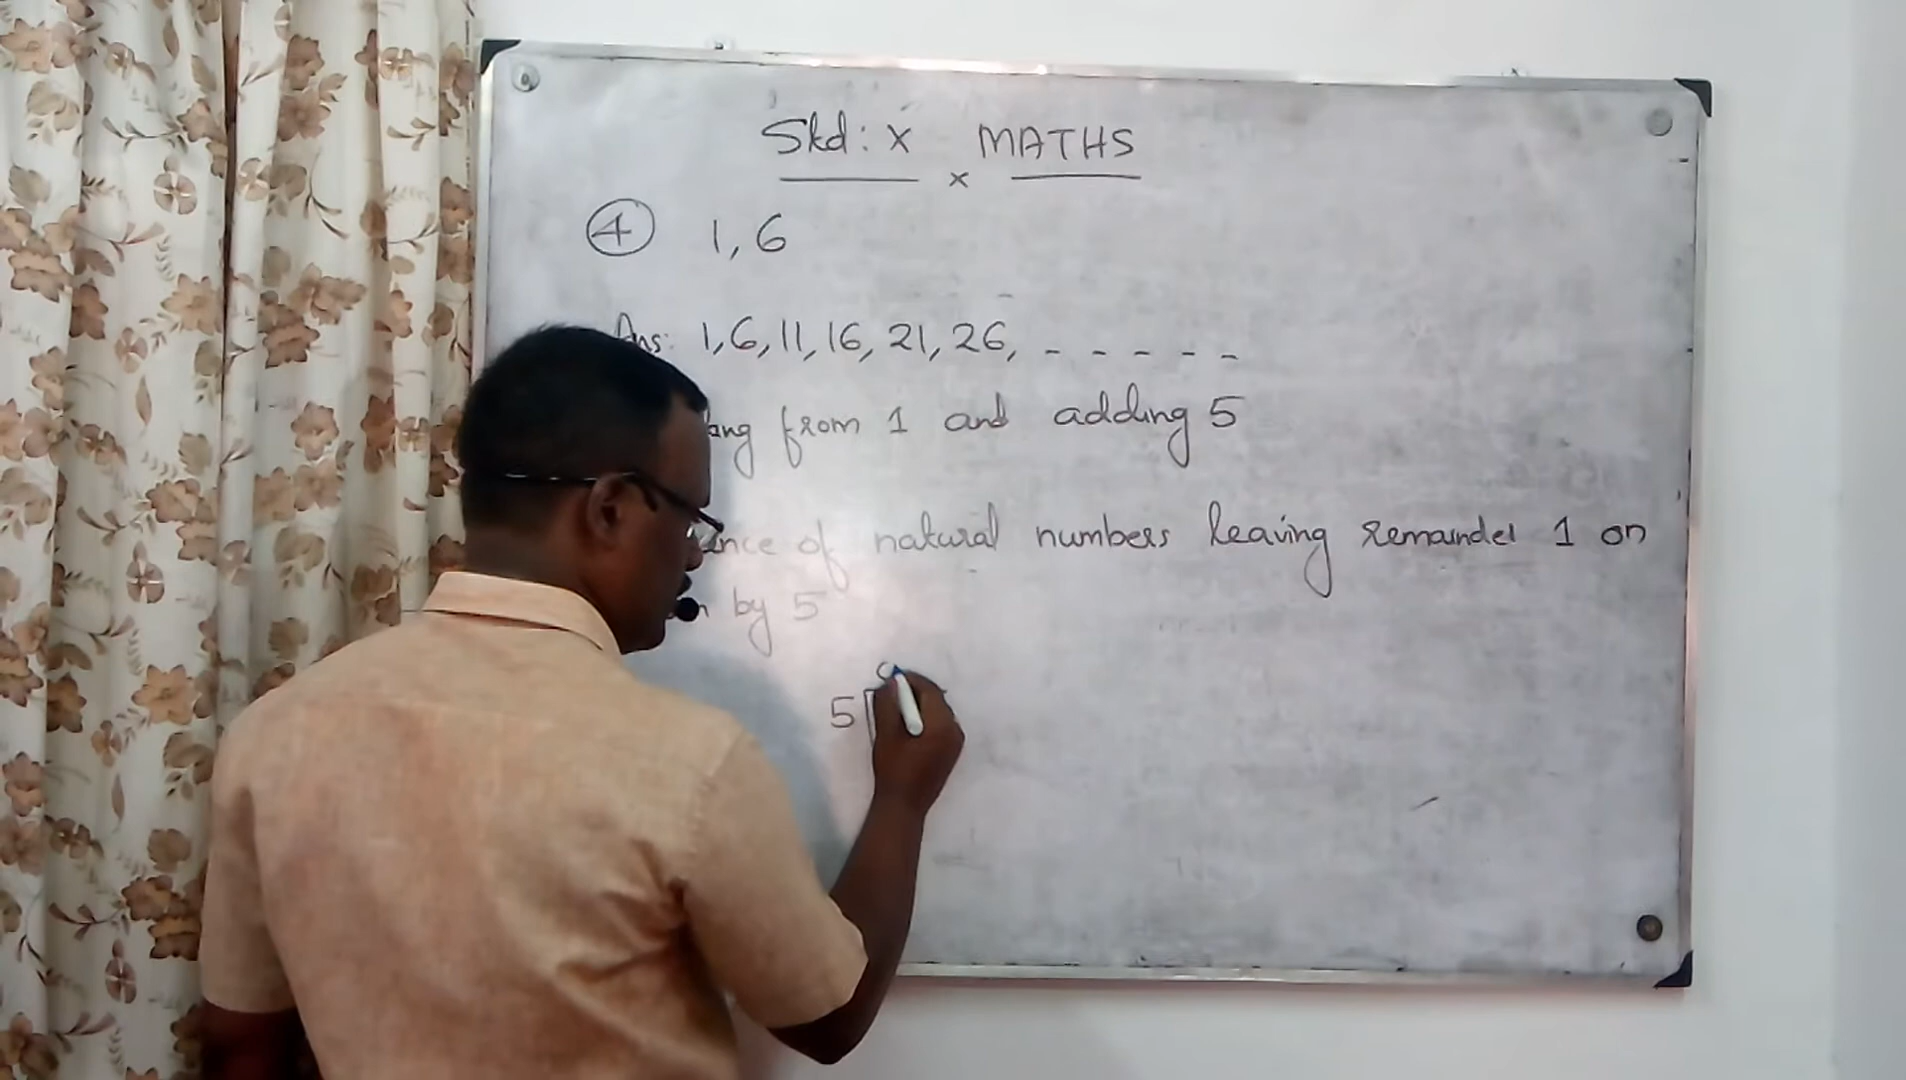 Std: X MATHS
x
4 1, 6
Ans: 1, 6, 11, 16, 21, 26, - - - - -
from 1 and adding 5
of natural numbers leaving remainder 1 on
by 5
5